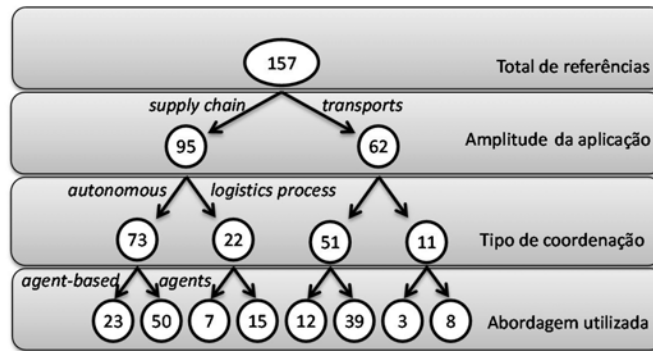 157
Total de referências
supply chain transports
95 62
Amplitude da aplicação
autonomous logistics process
73 22 51 11
Tipo de coordenação
agent-based agents
23 50 7 15 12 39 3 8
Abordagem utilizada